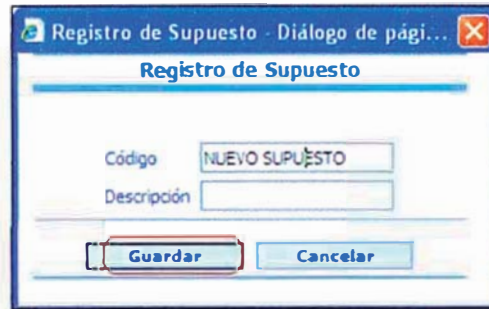 Registro de Supuesto - Diálogo de pági...
Registro de Supuesto
Código NUEVO SUPUESTO
Descripción
Guardar Cancelar